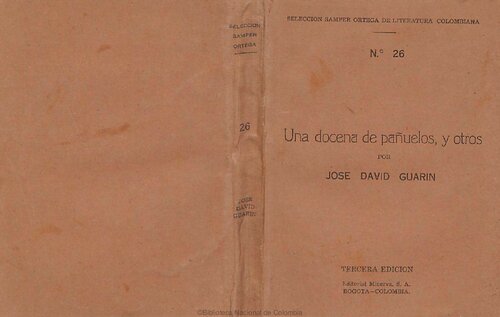 SELECCION
SAMPER
ORTEGA
26
JOSE
DAVID
GUARIN
SELECCION SAMPER ORTEGA DE LITERATURA COLOMBIANA
N.° 26
Una docena de pañuelos, y otros
POR
JOSE DAVID GUARIN
TERCERA EDICION
Editorial Minerva, S. A.
BOGOTA—COLOMBIA.
©Biblioteca Nacional de Colombia